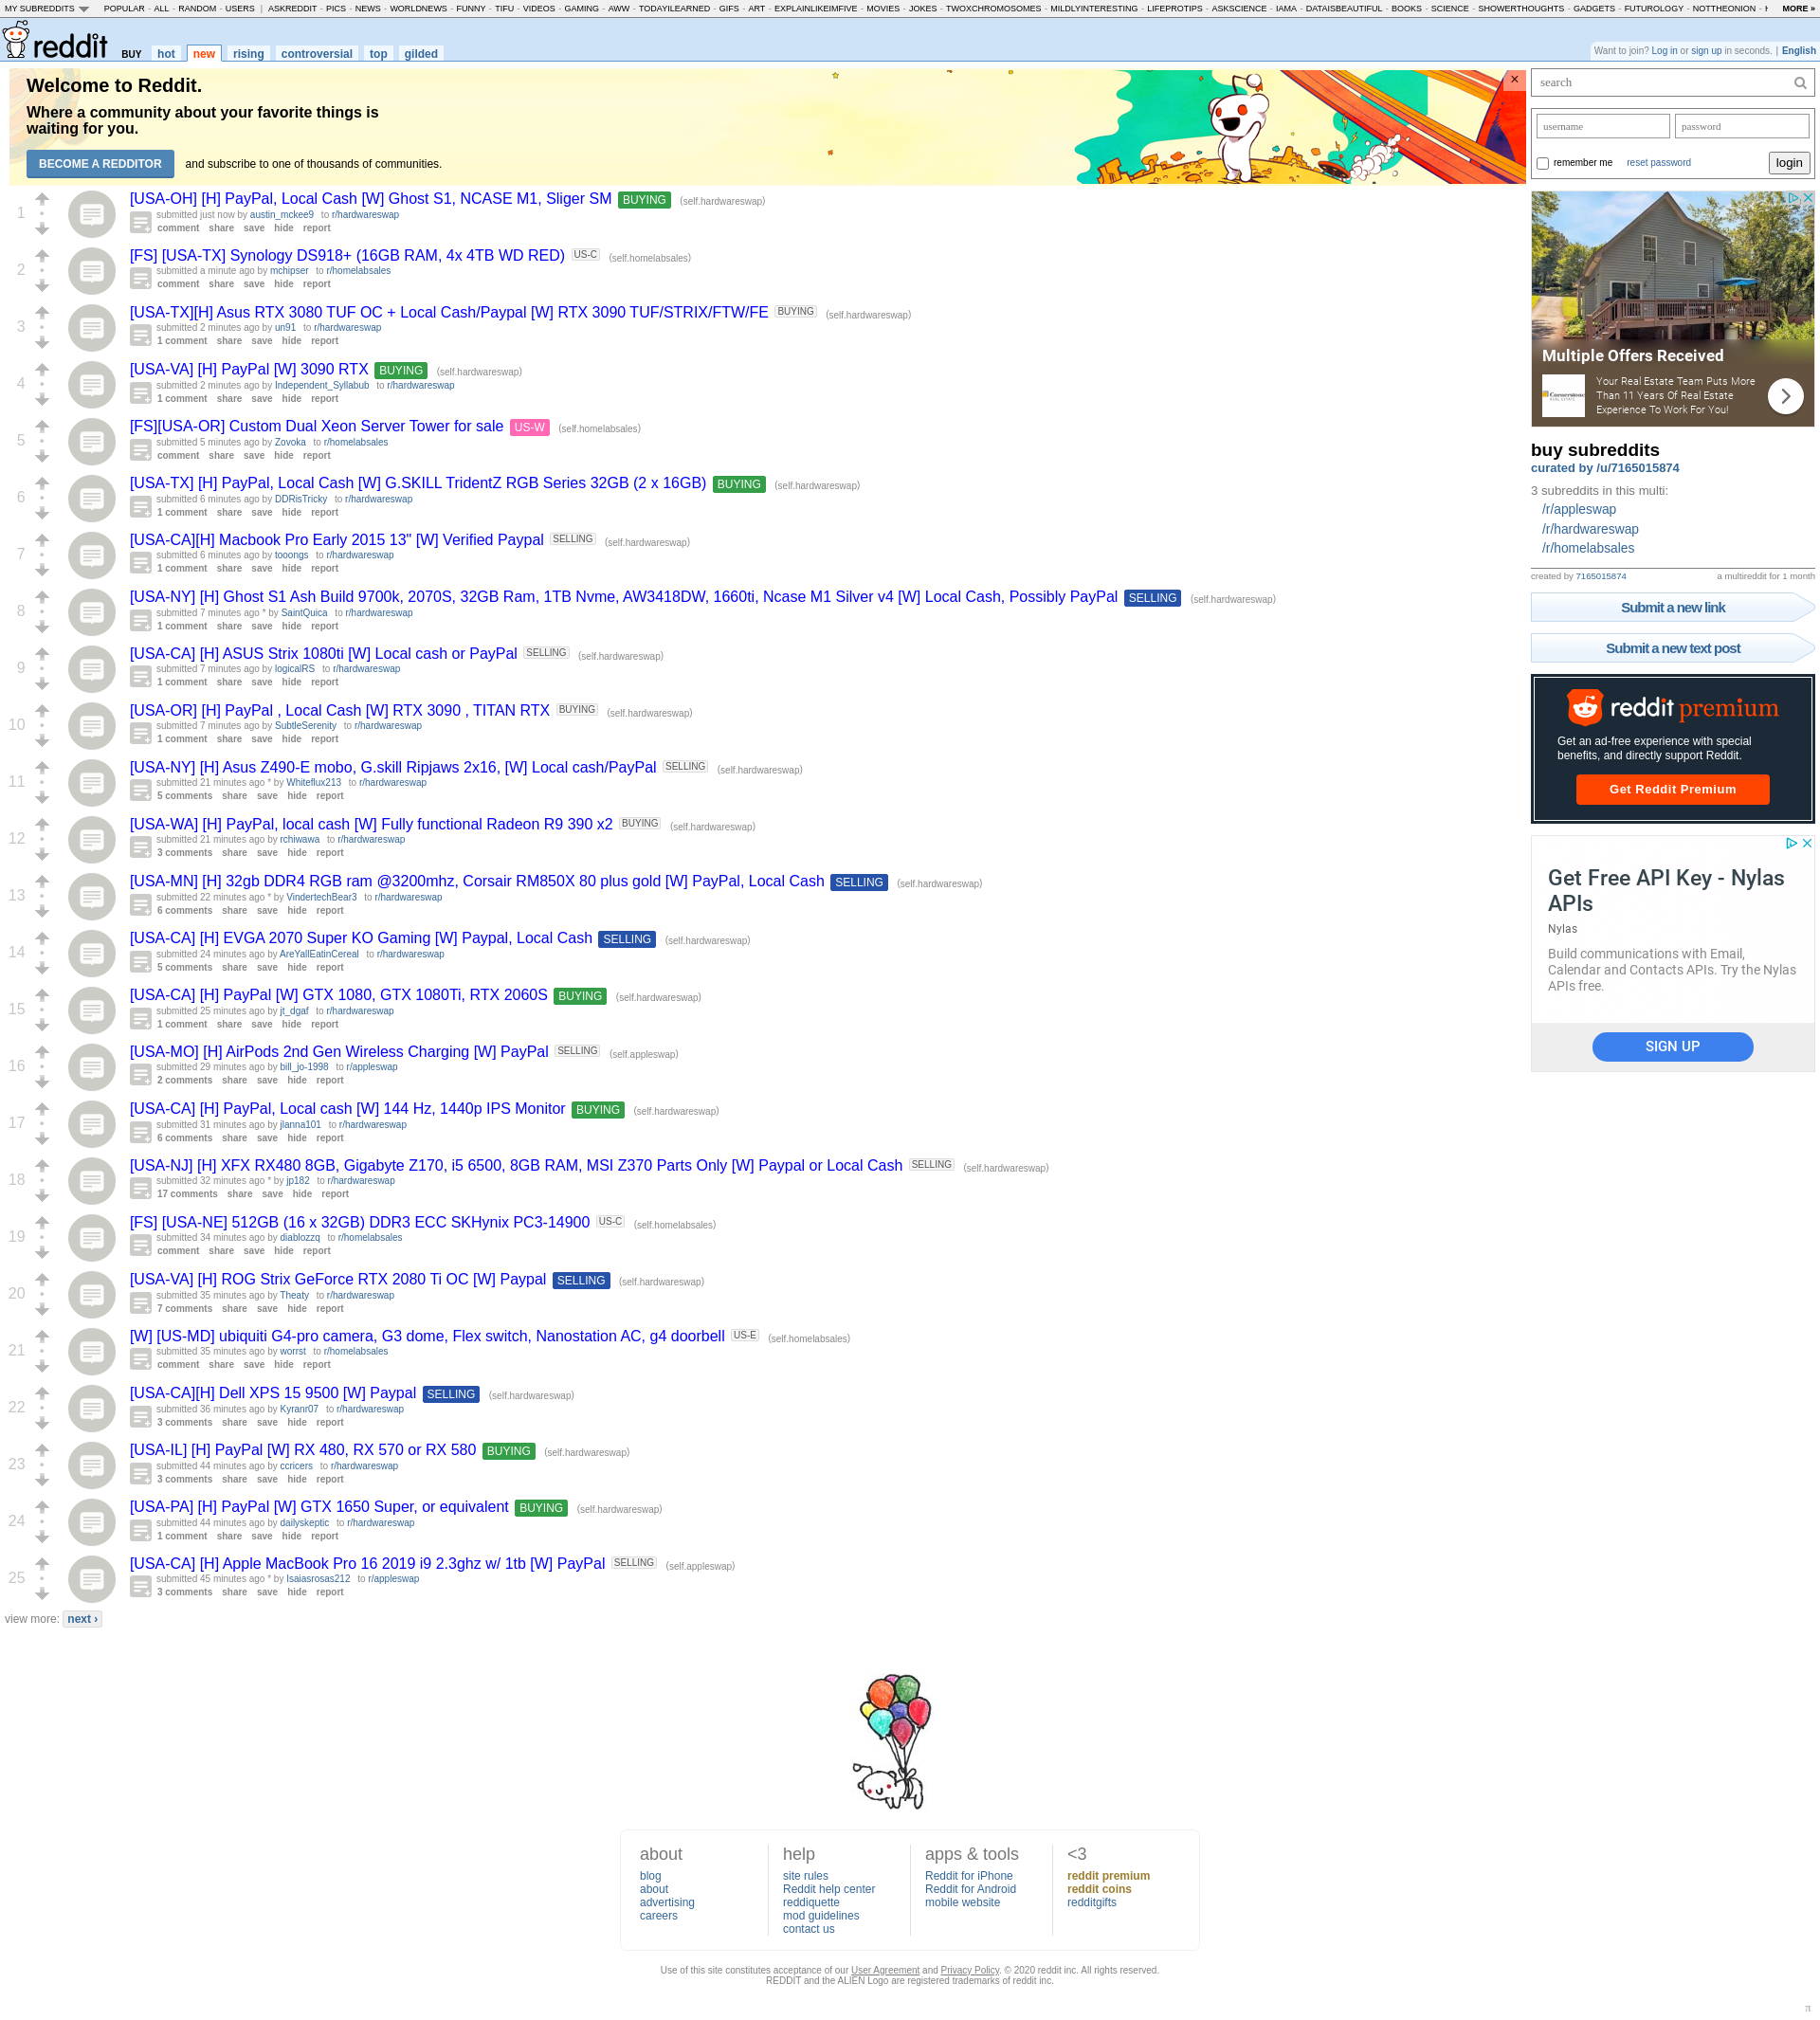 MY SUBREDDITS POPULAR - ALL - RANDOM - USERS | ASKREDDIT - PICS - NEWS - WORLDNEWS - FUNNY - TIFU - VIDEOS - GAMING - AWW - TODAYILEARNED - GIFS - ART - EXPLAINLIKEIMFIVE - MOVIES - JOKES - TWOXCHROMOSOMES - MILDLYINTERESTING - LIFEPROTIPS - ASKSCIENCE - IAMA - DATAISBEAUTIFUL - BOOKS - SCIENCE - SHOWERTHOUGHTS - GADGETS - FUTUROLOGY - NOTTHEONION - MORE »
reddit BUY hot new rising controversial top gilded
Want to join? Log in or sign up in seconds. | English
Welcome to Reddit.
Where a community about your favorite things is
waiting for you.
BECOME A REDDITOR and subscribe to one of thousands of communities.
×
1
[USA-OH] [H] PayPal, Local Cash [W] Ghost S1, NCASE M1, Sliger SM BUYING (self.hardwareswap)
submitted just now by austin_mckee9 to r/hardwareswap
comment share save hide report
2
[FS] [USA-TX] Synology DS918+ (16GB RAM, 4x 4TB WD RED) US-C (self.homelabsales)
submitted a minute ago by mchipser to r/homelabsales
comment share save hide report
3
[USA-TX][H] Asus RTX 3080 TUF OC + Local Cash/Paypal [W] RTX 3090 TUF/STRIX/FTW/FE BUYING (self.hardwareswap)
submitted 2 minutes ago by un91 to r/hardwareswap
1 comment share save hide report
4
[USA-VA] [H] PayPal [W] 3090 RTX BUYING (self.hardwareswap)
submitted 2 minutes ago by Independent_Syllabub to r/hardwareswap
1 comment share save hide report
5
[FS][USA-OR] Custom Dual Xeon Server Tower for sale US-W (self.homelabsales)
submitted 5 minutes ago by Zovoka to r/homelabsales
comment share save hide report
6
[USA-TX] [H] PayPal, Local Cash [W] G.SKILL TridentZ RGB Series 32GB (2 x 16GB) BUYING (self.hardwareswap)
submitted 6 minutes ago by DDRisTricky to r/hardwareswap
1 comment share save hide report
7
[USA-CA][H] Macbook Pro Early 2015 13" [W] Verified Paypal SELLING (self.hardwareswap)
submitted 6 minutes ago by tooongs to r/hardwareswap
1 comment share save hide report
8
[USA-NY] [H] Ghost S1 Ash Build 9700k, 2070S, 32GB Ram, 1TB Nvme, AW3418DW, 1660ti, Ncase M1 Silver v4 [W] Local Cash, Possibly PayPal SELLING (self.hardwareswap)
submitted 7 minutes ago * by SaintQuica to r/hardwareswap
1 comment share save hide report
9
[USA-CA] [H] ASUS Strix 1080ti [W] Local cash or PayPal SELLING (self.hardwareswap)
submitted 7 minutes ago by logicalRS to r/hardwareswap
1 comment share save hide report
10
[USA-OR] [H] PayPal , Local Cash [W] RTX 3090 , TITAN RTX BUYING (self.hardwareswap)
submitted 7 minutes ago by SubtleSerenity to r/hardwareswap
1 comment share save hide report
11
[USA-NY] [H] Asus Z490-E mobo, G.skill Ripjaws 2x16, [W] Local cash/PayPal SELLING (self.hardwareswap)
submitted 21 minutes ago * by Whiteflux213 to r/hardwareswap
5 comments share save hide report
12
[USA-WA] [H] PayPal, local cash [W] Fully functional Radeon R9 390 x2 BUYING (self.hardwareswap)
submitted 21 minutes ago by rchiwawa to r/hardwareswap
3 comments share save hide report
13
[USA-MN] [H] 32gb DDR4 RGB ram @3200mhz, Corsair RM850X 80 plus gold [W] PayPal, Local Cash SELLING (self.hardwareswap)
submitted 22 minutes ago * by VindertechBear3 to r/hardwareswap
6 comments share save hide report
14
[USA-CA] [H] EVGA 2070 Super KO Gaming [W] Paypal, Local Cash SELLING (self.hardwareswap)
submitted 24 minutes ago by AreYallEatinCereal to r/hardwareswap
5 comments share save hide report
15
[USA-CA] [H] PayPal [W] GTX 1080, GTX 1080Ti, RTX 2060S BUYING (self.hardwareswap)
submitted 25 minutes ago by jt_dgaf to r/hardwareswap
1 comment share save hide report
16
[USA-MO] [H] AirPods 2nd Gen Wireless Charging [W] PayPal SELLING (self.appleswap)
submitted 29 minutes ago by bill_jo-1998 to r/appleswap
2 comments share save hide report
17
[USA-CA] [H] PayPal, Local cash [W] 144 Hz, 1440p IPS Monitor BUYING (self.hardwareswap)
submitted 31 minutes ago by jlanna101 to r/hardwareswap
6 comments share save hide report
18
[USA-NJ] [H] XFX RX480 8GB, Gigabyte Z170, i5 6500, 8GB RAM, MSI Z370 Parts Only [W] Paypal or Local Cash SELLING (self.hardwareswap)
submitted 32 minutes ago * by jp182 to r/hardwareswap
17 comments share save hide report
19
[FS] [USA-NE] 512GB (16 x 32GB) DDR3 ECC SKHynix PC3-14900 US-C (self.homelabsales)
submitted 34 minutes ago by diablozzq to r/homelabsales
comment share save hide report
20
[USA-VA] [H] ROG Strix GeForce RTX 2080 Ti OC [W] Paypal SELLING (self.hardwareswap)
submitted 35 minutes ago by Theaty to r/hardwareswap
7 comments share save hide report
21
[W] [US-MD] ubiquiti G4-pro camera, G3 dome, Flex switch, Nanostation AC, g4 doorbell US-E (self.homelabsales)
submitted 35 minutes ago by worrst to r/homelabsales
comment share save hide report
22
[USA-CA][H] Dell XPS 15 9500 [W] Paypal SELLING (self.hardwareswap)
submitted 36 minutes ago by Kyranr07 to r/hardwareswap
3 comments share save hide report
23
[USA-IL] [H] PayPal [W] RX 480, RX 570 or RX 580 BUYING (self.hardwareswap)
submitted 44 minutes ago by ccricers to r/hardwareswap
3 comments share save hide report
24
[USA-PA] [H] PayPal [W] GTX 1650 Super, or equivalent BUYING (self.hardwareswap)
submitted 44 minutes ago by dailyskeptic to r/hardwareswap
1 comment share save hide report
25
[USA-CA] [H] Apple MacBook Pro 16 2019 i9 2.3ghz w/ 1tb [W] PayPal SELLING (self.appleswap)
submitted 45 minutes ago * by Isaiasrosas212 to r/appleswap
3 comments share save hide report
view more: next ›
search
username password
remember me reset password login
Multiple Offers Received
Cornerstone
REAL ESTATE
Your Real Estate Team Puts More
Than 11 Years Of Real Estate
Experience To Work For You!
buy subreddits
curated by /u/7165015874
3 subreddits in this multi:
/r/appleswap
/r/hardwareswap
/r/homelabsales
created by 7165015874 a multireddit for 1 month
Submit a new link
Submit a new text post
reddit premium
Get an ad-free experience with special
benefits, and directly support Reddit.
Get Reddit Premium
Get Free API Key - Nylas
APIs
Nylas
Build communications with Email,
Calendar and Contacts APIs. Try the Nylas
APIs free.
SIGN UP
about
blog
about
advertising
careers
help
site rules
Reddit help center
reddiquette
mod guidelines
contact us
apps & tools
Reddit for iPhone
Reddit for Android
mobile website
<3
reddit premium
reddit coins
redditgifts
Use of this site constitutes acceptance of our User Agreement and Privacy Policy. © 2020 reddit inc. All rights reserved.
REDDIT and the ALIEN Logo are registered trademarks of reddit inc.
π